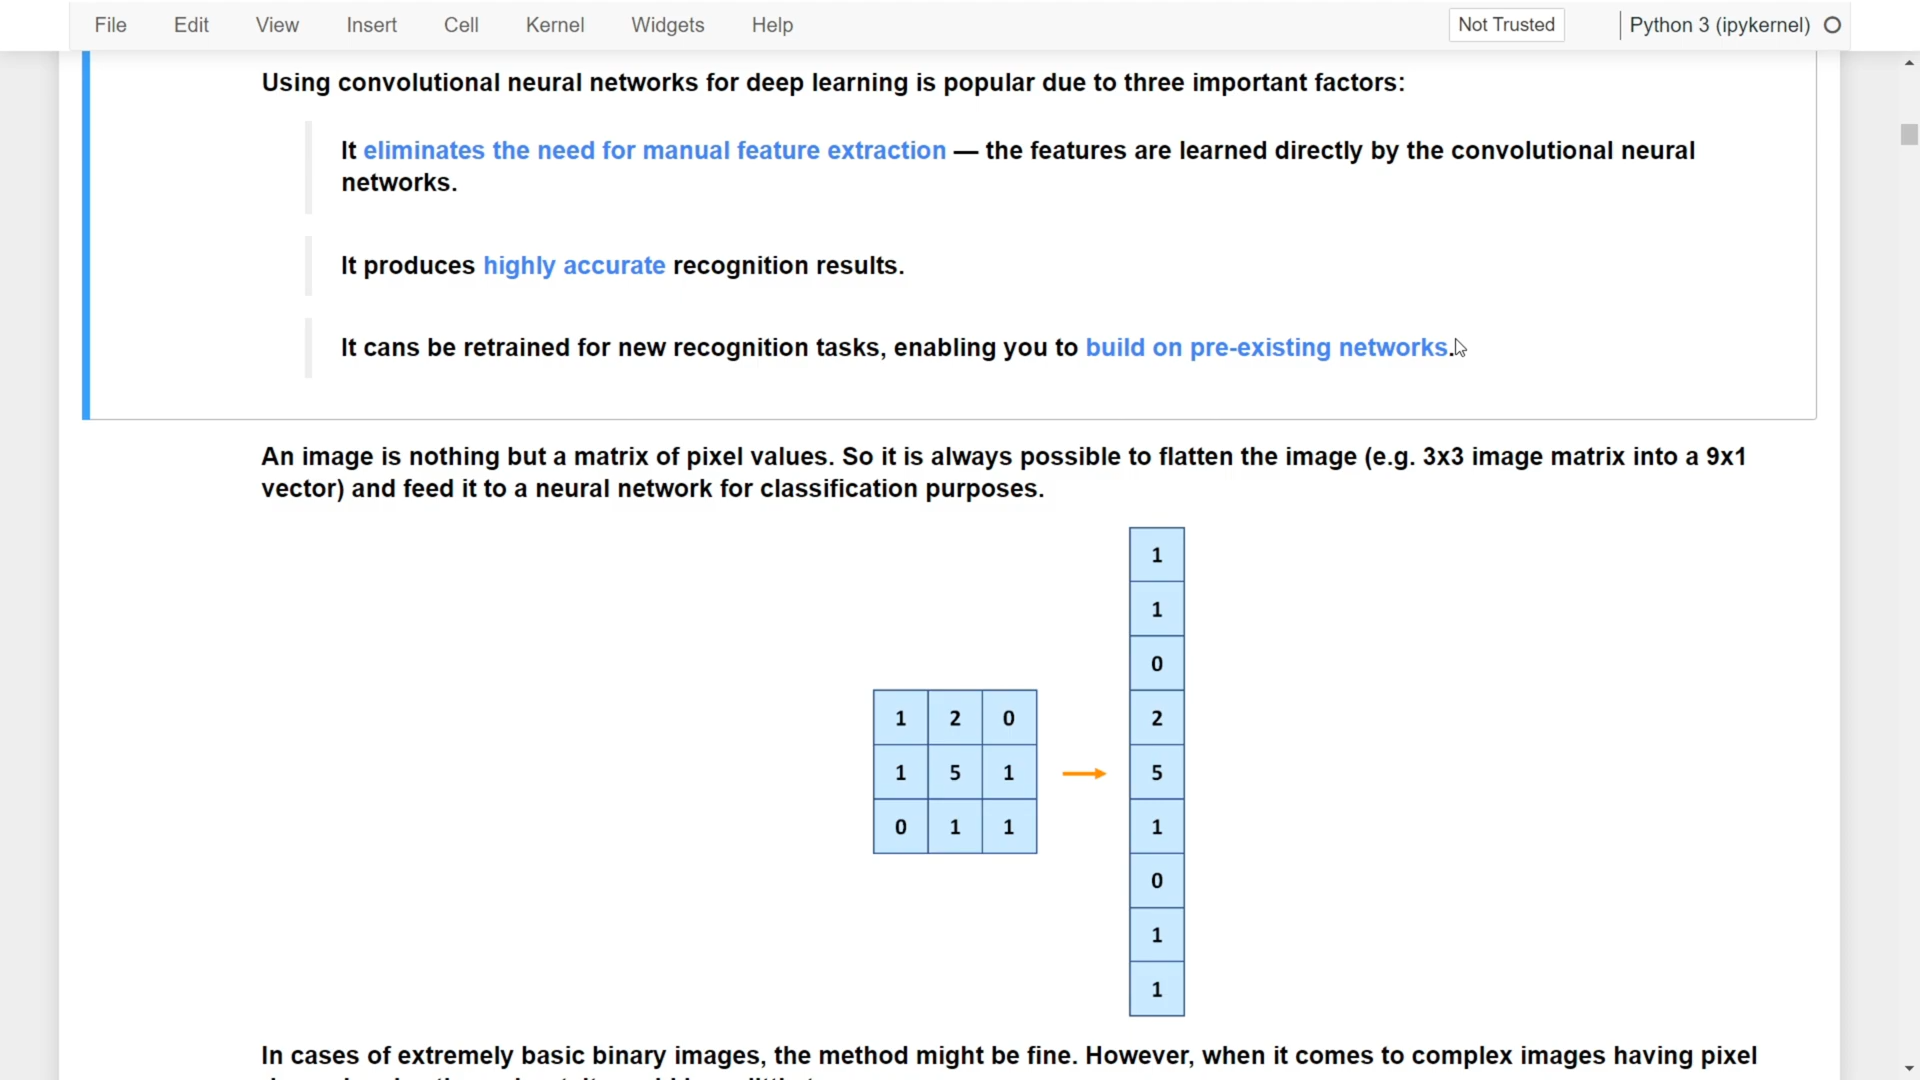 File Edit View Insert Cell Kernel Widgets Help Not Trusted Python 3 (ipykernel)
Using convolutional neural networks for deep learning is popular due to three important factors:
It eliminates the need for manual feature extraction — the features are learned directly by the convolutional neural
networks.
It produces highly accurate recognition results.
It cans be retrained for new recognition tasks, enabling you to build on pre-existing networks.
An image is nothing but a matrix of pixel values. So it is always possible to flatten the image (e.g. 3x3 image matrix into a 9x1
vector) and feed it to a neural network for classification purposes.
1 2 0
1 5 1
0 1 1
1
1
0
2
5
1
0
1
1
In cases of extremely basic binary images, the method might be fine. However, when it comes to complex images having pixel